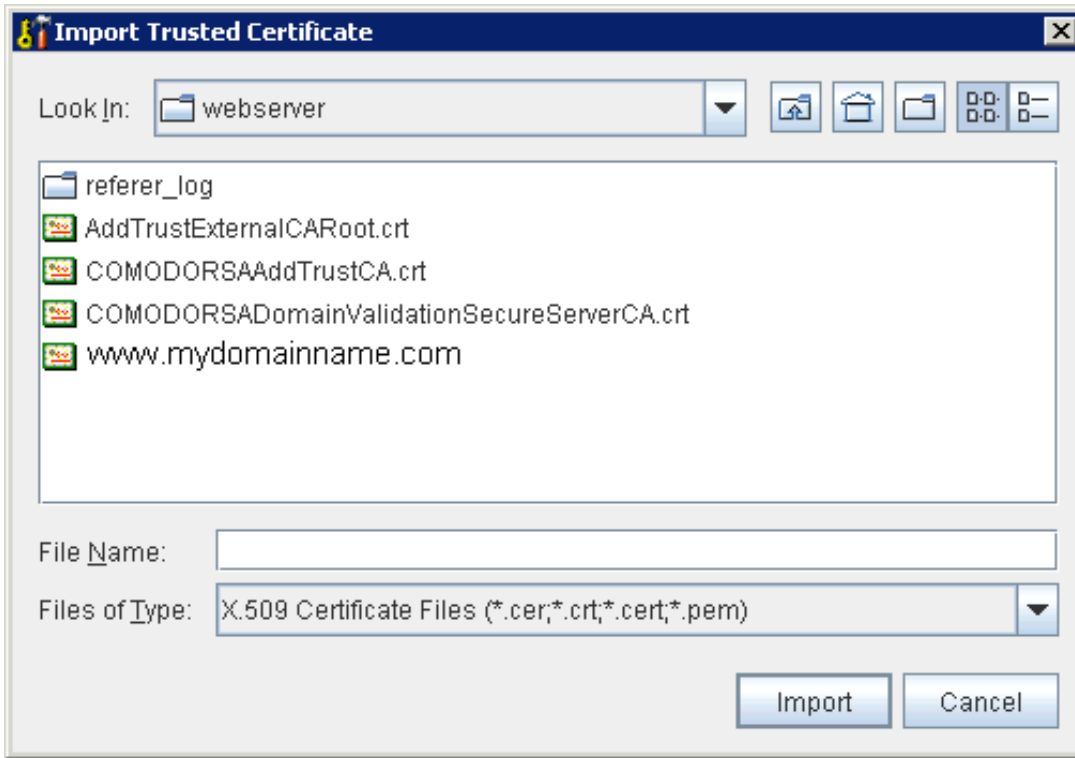 Import Trusted Certificate
Look In: webserver
referer_log
AddTrustExternalCARoot.crt
COMODORSAAddTrustCA.crt
COMODORSADomainValidationSecureServerCA.crt
www.mydomainname.com
File Name:
Files of Type: X.509 Certificate Files (*.cer;*.crt;*.cert;*.pem)
Import Cancel